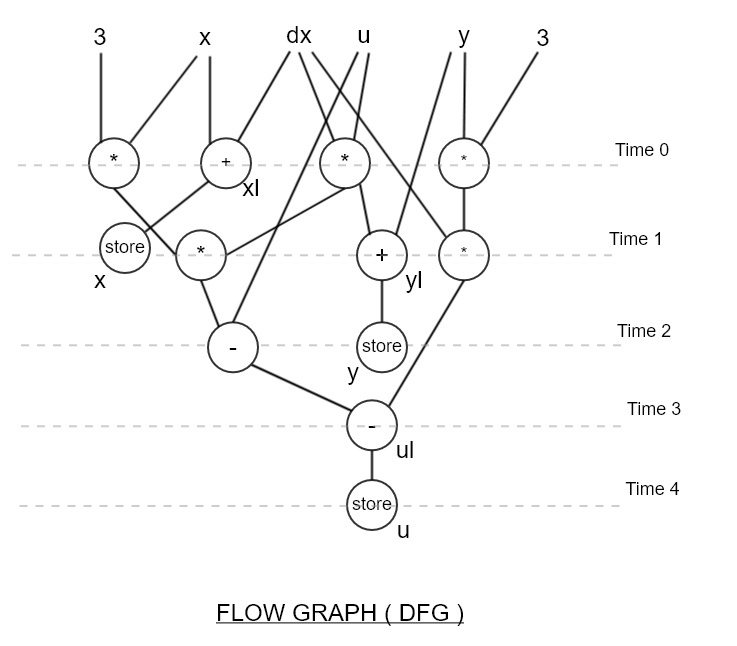 3 x dx u y 3
* + * * Time 0
xl
store * + * Time 1
x yl
- store Time 2
y
- Time 3
ul
store Time 4
u
FLOW GRAPH ( DFG )